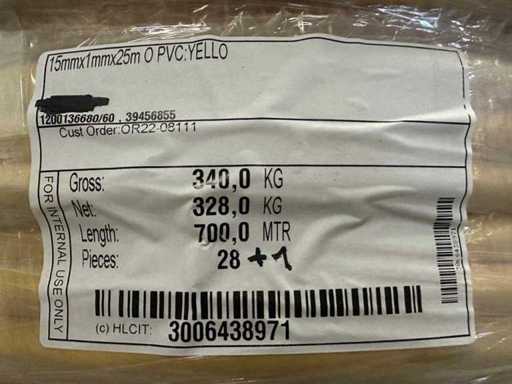 15mmx1mmx25m O PVC:YELLO
1200136680/60 , 39456855
Cust Order:OR22-08111
FOR INTERNAL USE ONLY
Gross: 340,0 KG
Net: 328,0 KG
Length: 700,0 MTR
Pieces: 28 +1
(c) HLCIT: 3006438971